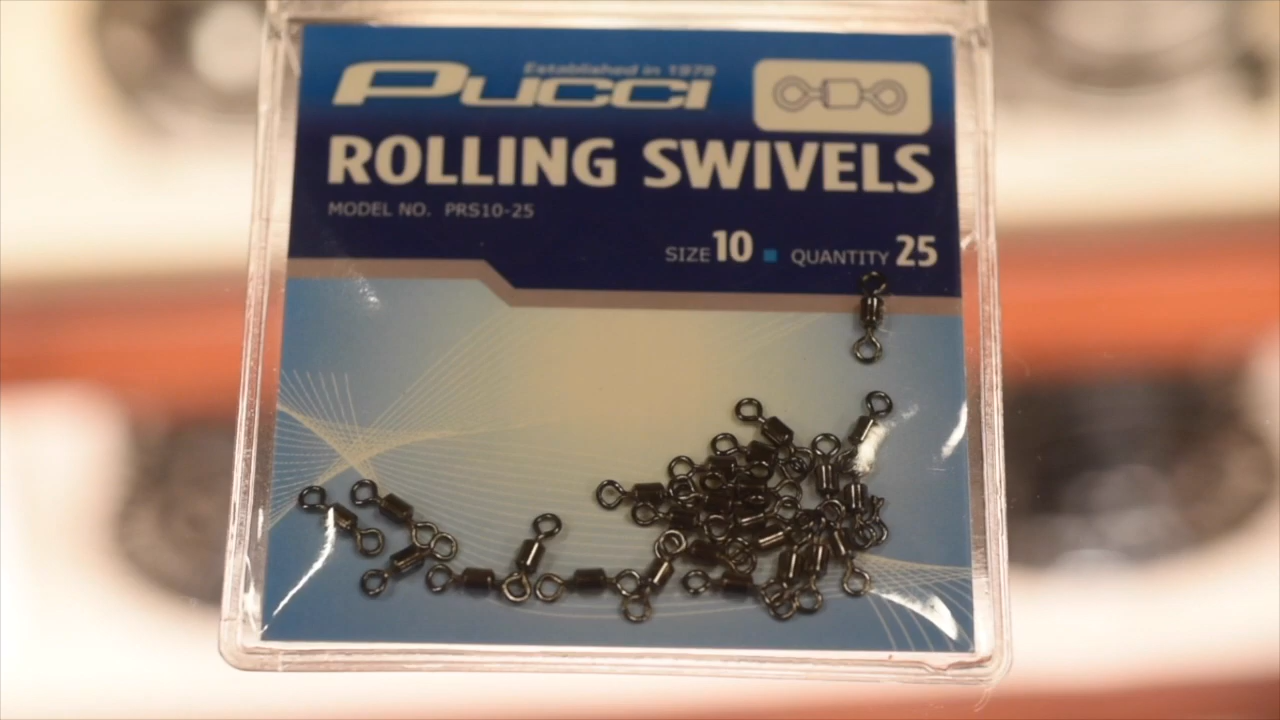 Established in 1979
Pucci
ROLLING SWIVELS
MODEL NO. PRS10-25
SIZE 10 ▪ QUANTITY 25